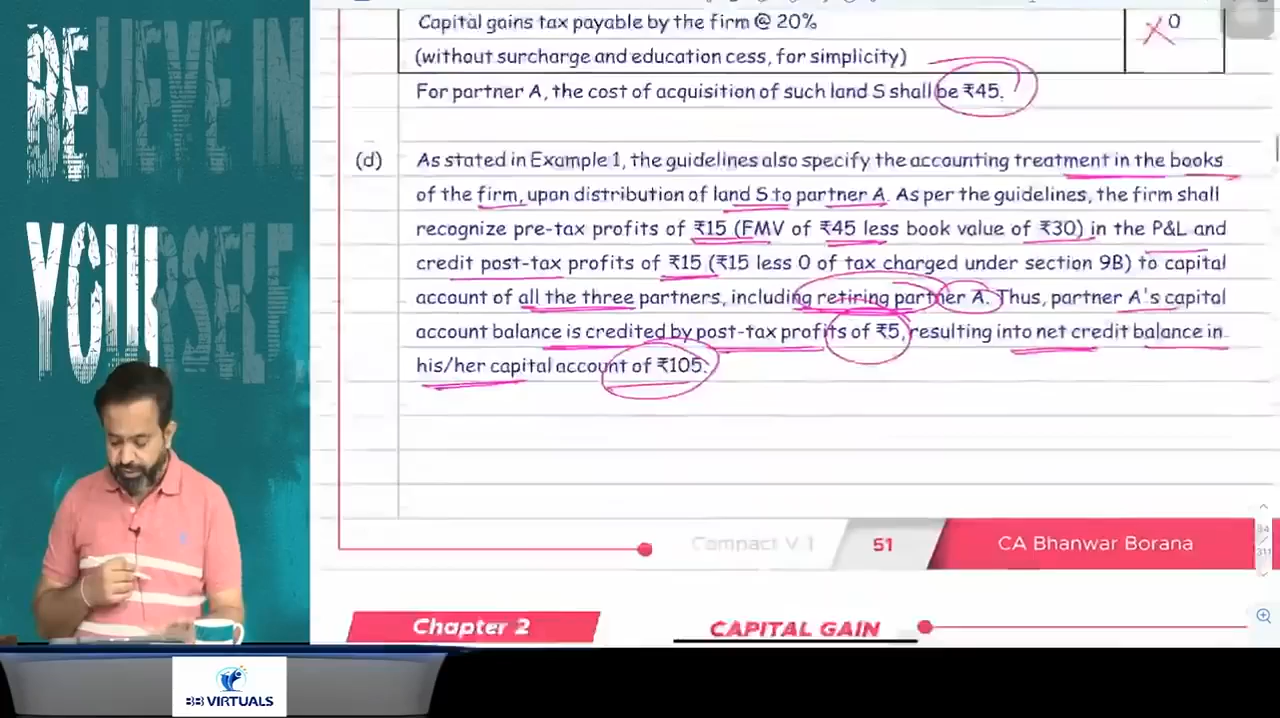 BELIEVE IN
YOURSELF.
Capital gains tax payable by the firm @ 20%
(without surcharge and education cess, for simplicity)
0
For partner A, the cost of acquisition of such land S shall be ₹45.
(d) As stated in Example 1, the guidelines also specify the accounting treatment in the books
of the firm, upon distribution of land S to partner A. As per the guidelines, the firm shall
recognize pre-tax profits of ₹15 (FMV of ₹45 less book value of ₹30) in the P&L and
credit post-tax profits of ₹15 (₹15 less 0 of tax charged under section 9B) to capital
account of all the three partners, including retiring partner A. Thus, partner A's capital
account balance is credited by post-tax profits of ₹5, resulting into net credit balance in
his/her capital account of ₹105.
Compact V 1 51 CA Bhanwar Borana
Chapter 2 CAPITAL GAIN
34
/
311
BB VIRTUALS